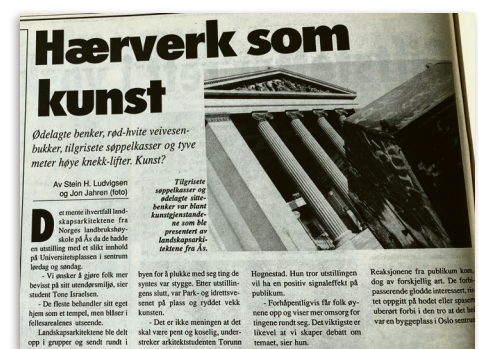 Hærverk som
kunst
Ødelagte benker, rød-hvite veivesen-
bukker, tilgrisete søppelkasser og tyve
meter høye knekk-lifter. Kunst?
Av Stein H. Ludvigsen
og Jon Jahren (foto)
Tilgrisete
søppelkasser og
ødelagte sitte-
benker var blant
kunstgjenstande-
ne som ble
presentert av
landskapsarki-
tektene fra Ås.
Det mente ihvertfall land-
skapsarkitektene fra
Norges landbrukshøy-
skole på Ås da de hadde
en utstilling med et slikt innhold
på Universitetsplassen i sentrum
lørdag og søndag.
- Vi ønsker å gjøre folk mer
bevisst på sitt utendørsmiljø, sier
student Tone Israelsen.
- De fleste behandler sitt eget
hjem som et tempel, men blåser i
fellesarealenes utseende.
Landskapsarkitektene ble delt
opp i grupper og sendt rundt i
byen for å plukke med seg ting de
syntes var stygge. Etter utstillin-
gens slutt, var Park- og idrettsve-
senet på plass og ryddet vekk
kunsten.
- Det er ikke meningen at det
skal være pent og koselig, under-
streker arkitektstudenten Torunn
Hognestad. Hun tror utstillingen
vil ha en positiv signaleffekt på
publikum.
- Forhåpentligvis får folk øy-
nene opp og viser mer omsorg for
tingene rundt seg. Det viktigste er
likevel at vi skaper debatt om
temaet, sier hun.
Reaksjonene fra publikum kom,
dog av forskjellig art. De forbi-
passerende glodde interessert,
tet oppgitt på hodet eller
uberørt forbi i den tro at det
var en byggeplass i Oslo sentrum